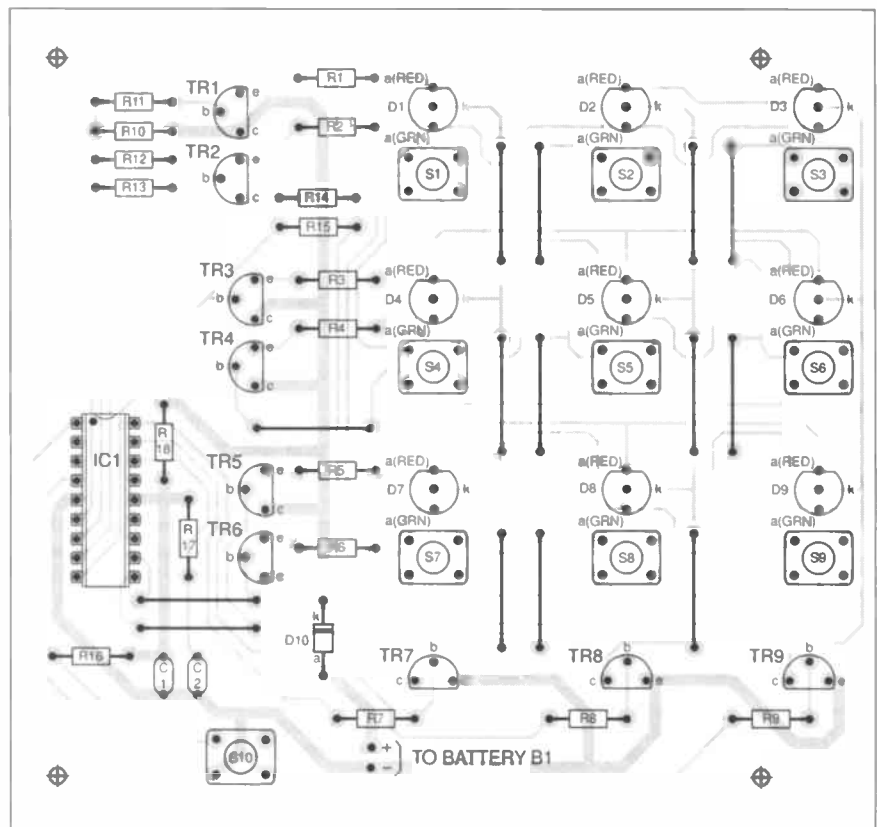 R1 a(RED) a(RED) a(RED)
TR1 e
R11 D1 D2 k D3
b
R10 c R2
a(GRN) a(GRN) a(GRN)
TR2
R12 e
S1 S2 S3
b
R13
c R14
R15
TR3 a(RED) a(RED) a(RED)
e R3
b D4 k D5 k D6 k
c
R4
TR4 a(GRN) a(GRN) a(GRN)
e
b S4 S5 S6
c
IC1 R 18
TR5 a(RED) a(RED) a(RED)
e R5
b D7 k D8 k D9 k
c
a(GRN) a(GRN) a(GRN)
TR6
R 17 c R6
b S7 S8 S9
e
k
D10
a
R16 TR7 b TR8 b TR9 b
C 1 C 2 c c e c e
R7 R8 R9
S10 + TO BATTERY B1
−